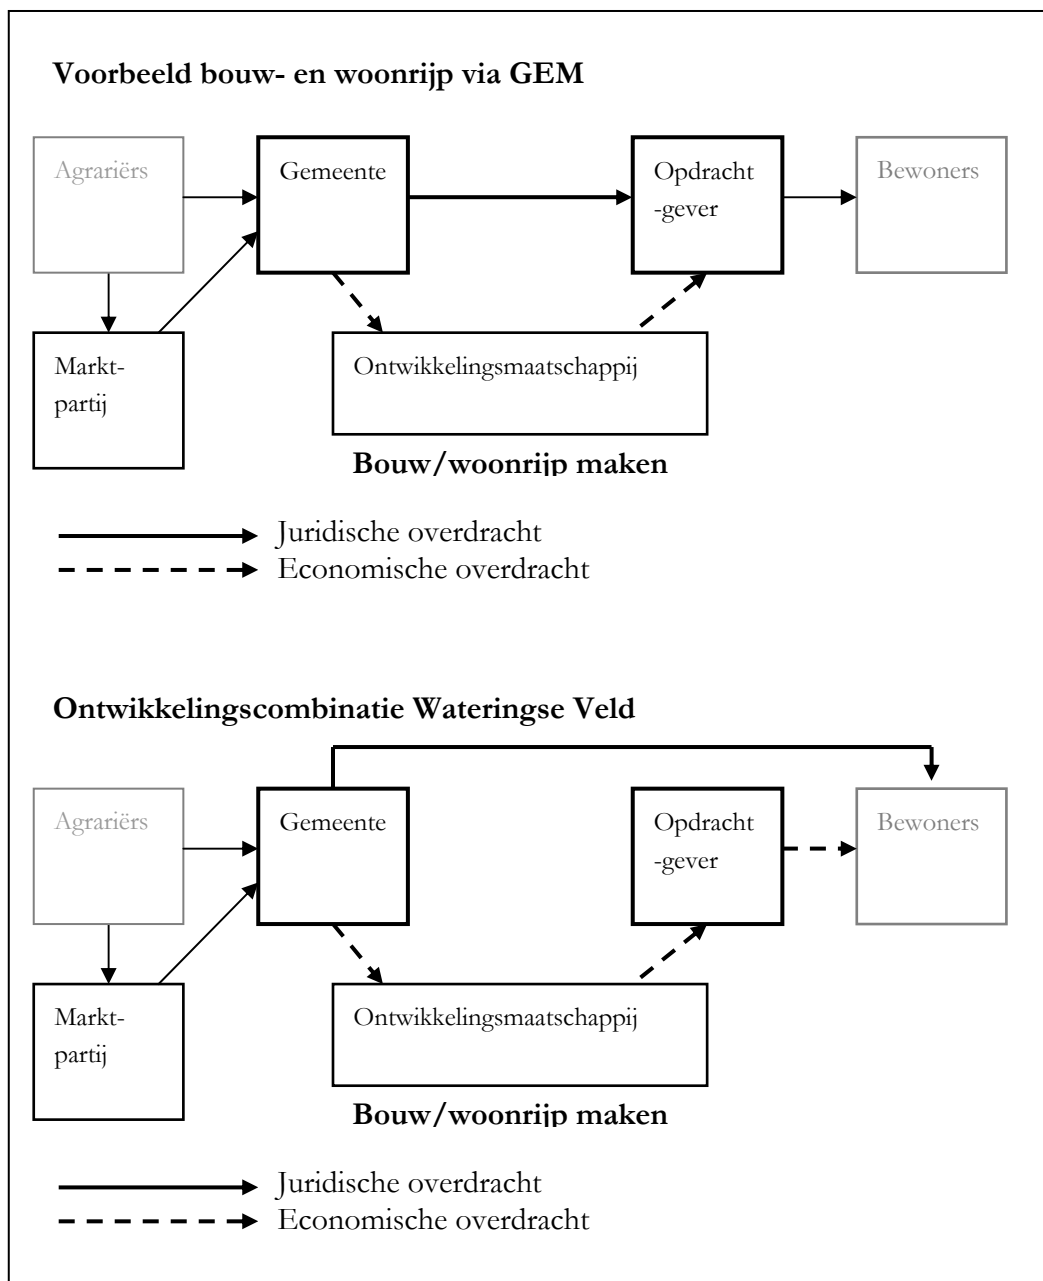 Voorbeeld bouw- en woonrijp via GEM
Agrariërs
Gemeente
Opdracht
-gever
Bewoners
Markt-
partij
Ontwikkelingsmaatschappij
Bouw/woonrijp maken
Juridische overdracht
Economische overdracht
Ontwikkelingscombinatie Wateringse Veld
Agrariërs
Gemeente
Opdracht
-gever
Bewoners
Markt-
partij
Ontwikkelingsmaatschappij
Bouw/woonrijp maken
Juridische overdracht
Economische overdracht